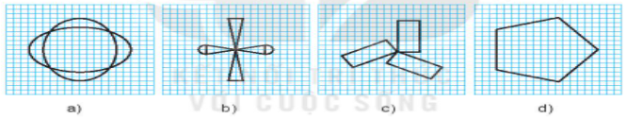 VỚI CUỘC SỐNG
a) b) c) d)